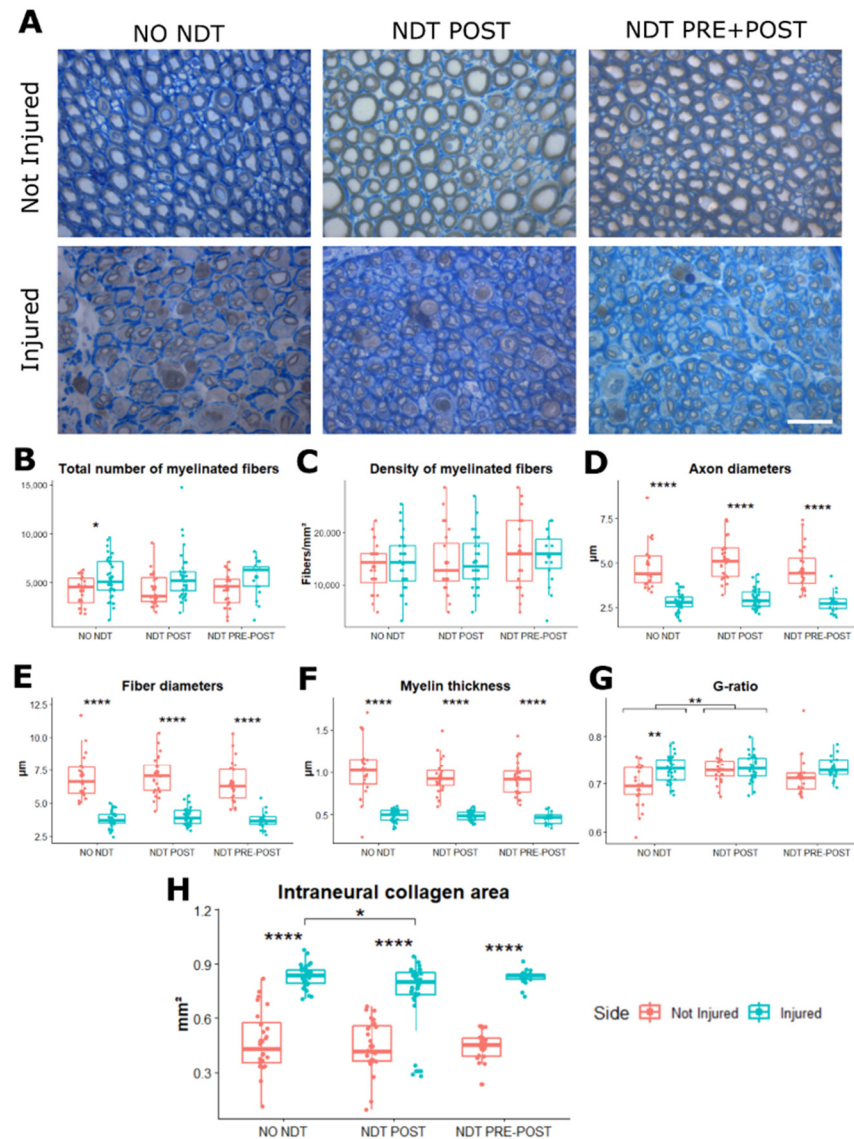 A
NO NDT
NDT POST
NDT PRE+POST
Not Injured
Injured
B
Total number of myelinated fibers
15,000
10,000
5,000
*
NO NDT
NDT POST
NDT PRE-POST
C
Density of myelinated fibers
Fibers/mm²
20,000
10,000
NO NDT
NDT POST
NDT PRE-POST
D
Axon diameters
µm
7.5
5.0
2.5
****
****
****
NO NDT
NDT POST
NDT PRE-POST
E
Fiber diameters
µm
12.5
10.0
7.5
5.0
2.5
****
****
****
NO NDT
NDT POST
NDT PRE-POST
F
Myelin thickness
µm
1.5
1.0
0.5
****
****
****
NO NDT
NDT POST
NDT PRE-POST
G
G-ratio
0.8
0.7
0.6
**
**
NO NDT
NDT POST
NDT PRE-POST
H
Intraneural collagen area
mm²
1.2
0.9
0.6
0.3
*
****
****
****
NO NDT
NDT POST
NDT PRE-POST
Side Not Injured Injured